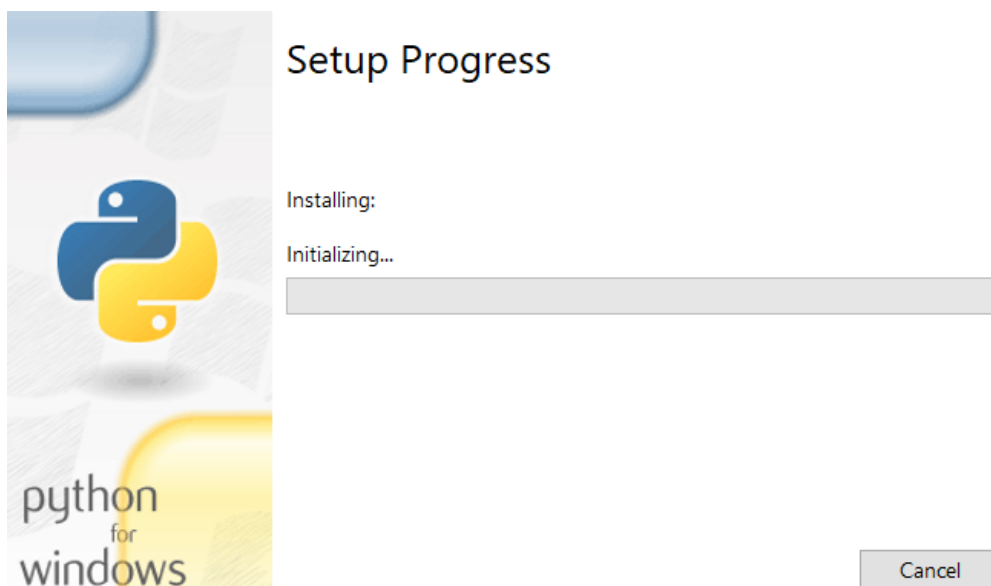 Setup Progress
Installing:
Initializing...
python
for
windows
Cancel